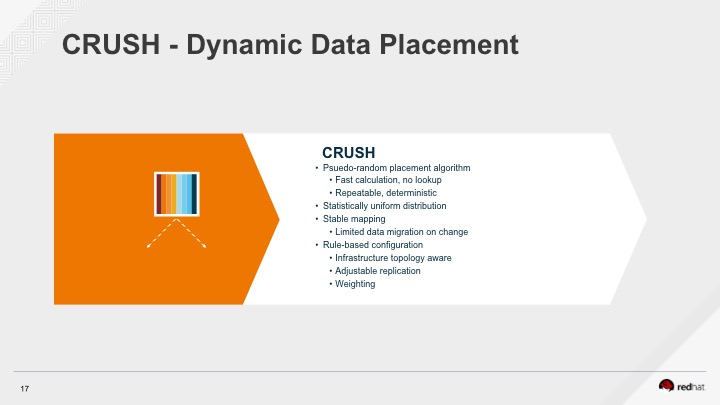 CRUSH - Dynamic Data Placement
CRUSH
• Psuedo-random placement algorithm
• Fast calculation, no lookup
• Repeatable, deterministic
• Statistically uniform distribution
• Stable mapping
• Limited data migration on change
• Rule-based configuration
• Infrastructure topology aware
• Adjustable replication
• Weighting
17
redhat.